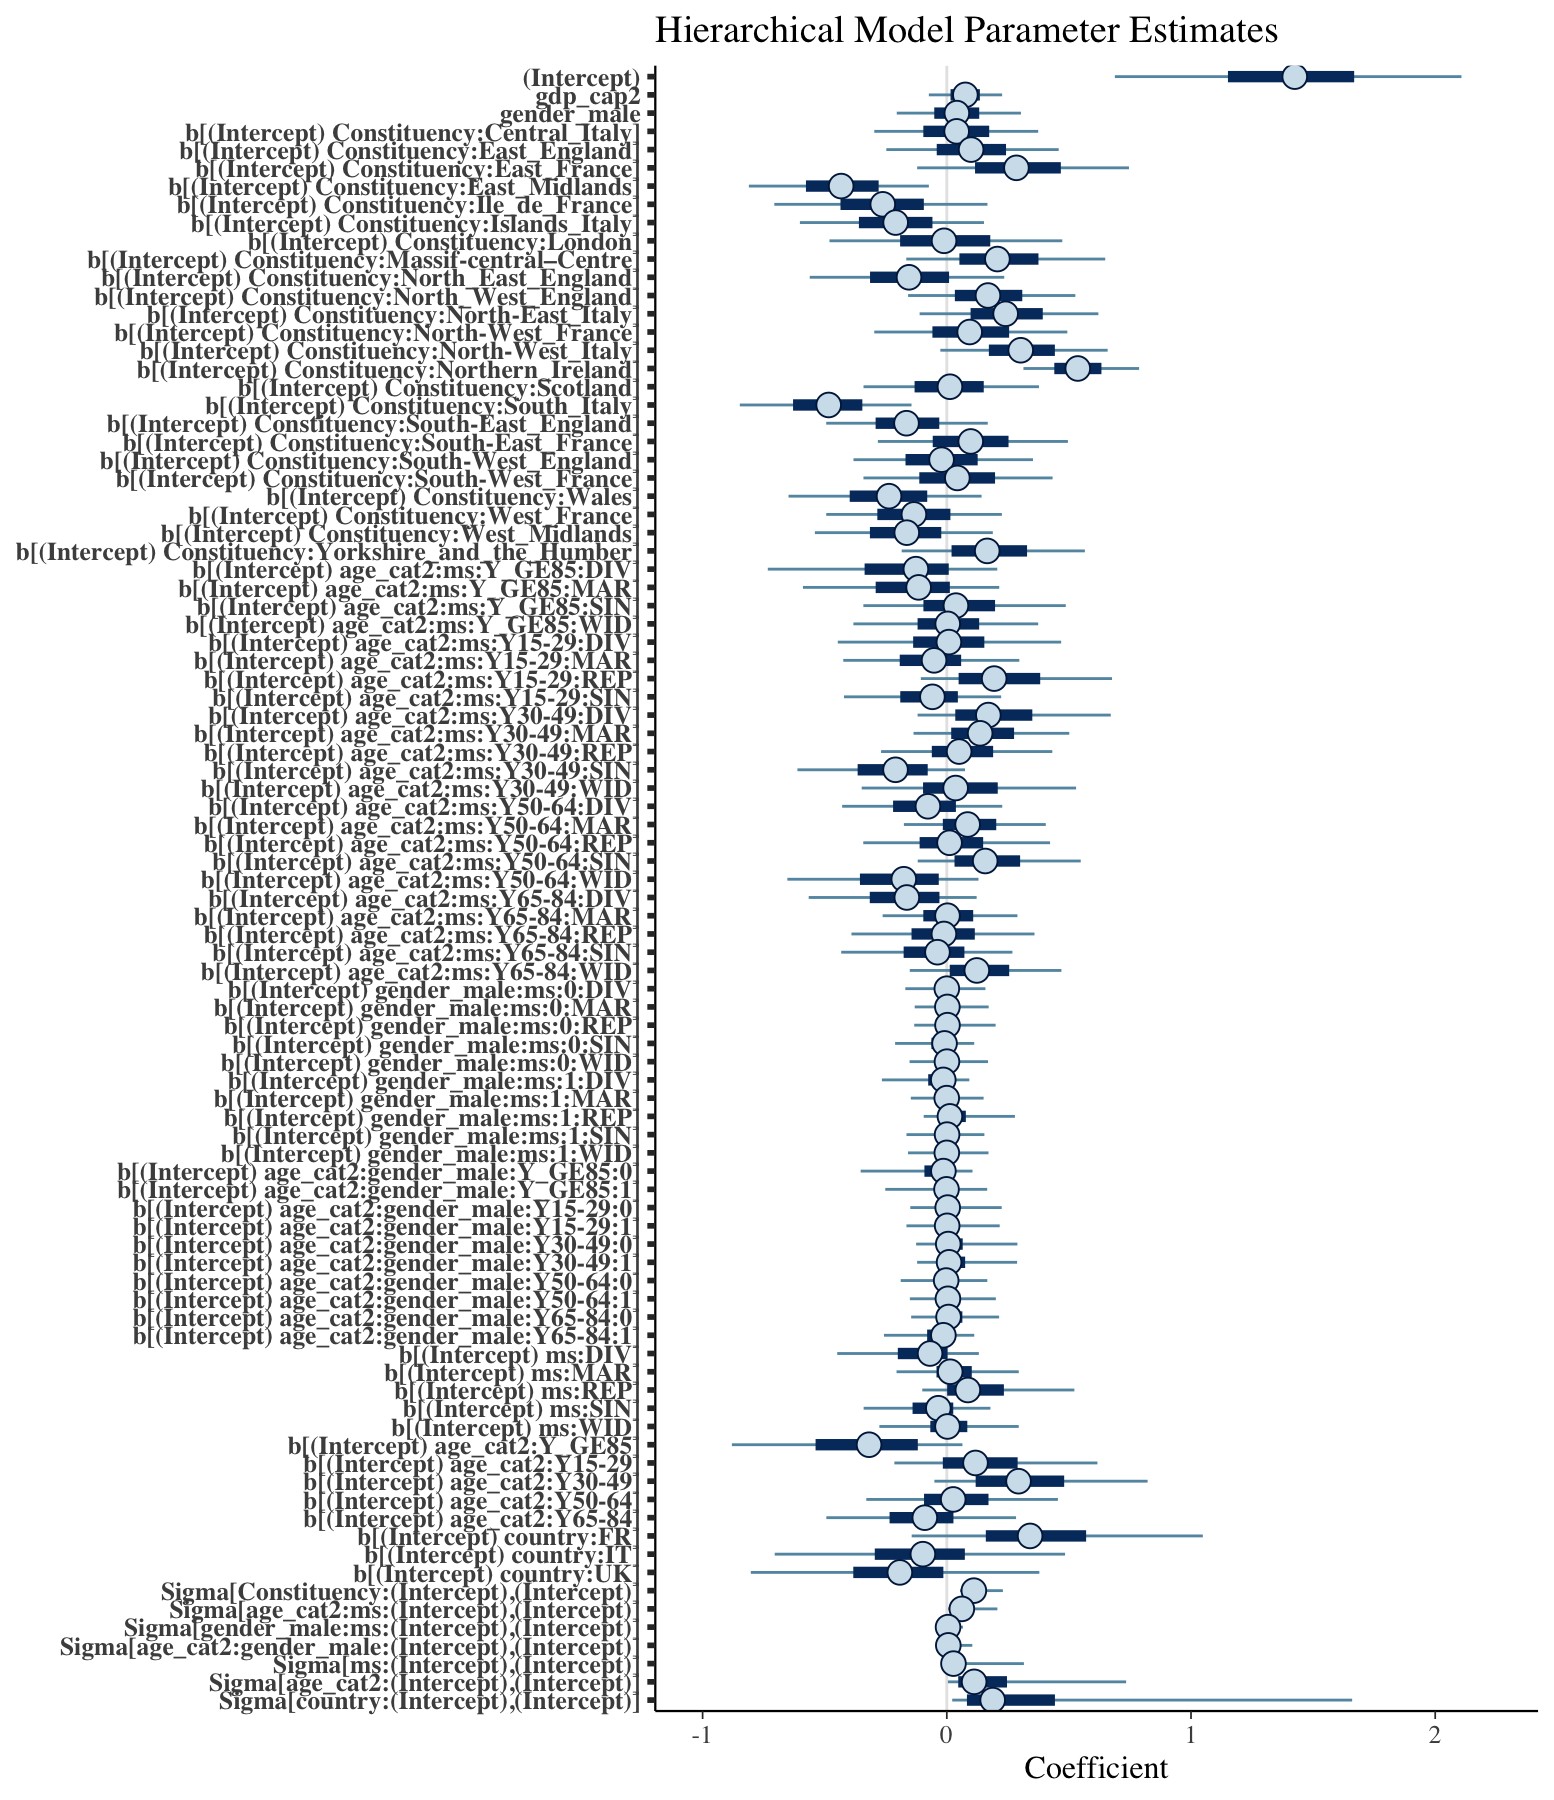 Hierarchical Model Parameter Estimates
(Intercept)
gdp_cap2
gender_male
b[(Intercept) Constituency:Central_Italy]
b[(Intercept) Constituency:East_England]
b[(Intercept) Constituency:East_France]
b[(Intercept) Constituency:East_Midlands]
b[(Intercept) Constituency:Ile_de_France]
b[(Intercept) Constituency:Islands_Italy]
b[(Intercept) Constituency:London]
b[(Intercept) Constituency:Massif-central–Centre]
b[(Intercept) Constituency:North_East_England]
b[(Intercept) Constituency:North_West_England]
b[(Intercept) Constituency:North-East_Italy]
b[(Intercept) Constituency:North-West_France]
b[(Intercept) Constituency:North-West_Italy]
b[(Intercept) Constituency:Northern_Ireland]
b[(Intercept) Constituency:Scotland]
b[(Intercept) Constituency:South_Italy]
b[(Intercept) Constituency:South-East_England]
b[(Intercept) Constituency:South-East_France]
b[(Intercept) Constituency:South-West_England]
b[(Intercept) Constituency:South-West_France]
b[(Intercept) Constituency:Wales]
b[(Intercept) Constituency:West_France]
b[(Intercept) Constituency:West_Midlands]
b[(Intercept) Constituency:Yorkshire_and_the_Humber]
b[(Intercept) age_cat2:ms:Y_GE85:DIV]
b[(Intercept) age_cat2:ms:Y_GE85:MAR]
b[(Intercept) age_cat2:ms:Y_GE85:SIN]
b[(Intercept) age_cat2:ms:Y_GE85:WID]
b[(Intercept) age_cat2:ms:Y15-29:DIV]
b[(Intercept) age_cat2:ms:Y15-29:MAR]
b[(Intercept) age_cat2:ms:Y15-29:REP]
b[(Intercept) age_cat2:ms:Y15-29:SIN]
b[(Intercept) age_cat2:ms:Y30-49:DIV]
b[(Intercept) age_cat2:ms:Y30-49:MAR]
b[(Intercept) age_cat2:ms:Y30-49:REP]
b[(Intercept) age_cat2:ms:Y30-49:SIN]
b[(Intercept) age_cat2:ms:Y30-49:WID]
b[(Intercept) age_cat2:ms:Y50-64:DIV]
b[(Intercept) age_cat2:ms:Y50-64:MAR]
b[(Intercept) age_cat2:ms:Y50-64:REP]
b[(Intercept) age_cat2:ms:Y50-64:SIN]
b[(Intercept) age_cat2:ms:Y50-64:WID]
b[(Intercept) age_cat2:ms:Y65-84:DIV]
b[(Intercept) age_cat2:ms:Y65-84:MAR]
b[(Intercept) age_cat2:ms:Y65-84:REP]
b[(Intercept) age_cat2:ms:Y65-84:SIN]
b[(Intercept) age_cat2:ms:Y65-84:WID]
b[(Intercept) gender_male:ms:0:DIV]
b[(Intercept) gender_male:ms:0:MAR]
b[(Intercept) gender_male:ms:0:REP]
b[(Intercept) gender_male:ms:0:SIN]
b[(Intercept) gender_male:ms:0:WID]
b[(Intercept) gender_male:ms:1:DIV]
b[(Intercept) gender_male:ms:1:MAR]
b[(Intercept) gender_male:ms:1:REP]
b[(Intercept) gender_male:ms:1:SIN]
b[(Intercept) gender_male:ms:1:WID]
b[(Intercept) age_cat2:gender_male:Y_GE85:0]
b[(Intercept) age_cat2:gender_male:Y_GE85:1]
b[(Intercept) age_cat2:gender_male:Y15-29:0]
b[(Intercept) age_cat2:gender_male:Y15-29:1]
b[(Intercept) age_cat2:gender_male:Y30-49:0]
b[(Intercept) age_cat2:gender_male:Y30-49:1]
b[(Intercept) age_cat2:gender_male:Y50-64:0]
b[(Intercept) age_cat2:gender_male:Y50-64:1]
b[(Intercept) age_cat2:gender_male:Y65-84:0]
b[(Intercept) age_cat2:gender_male:Y65-84:1]
b[(Intercept) ms:DIV]
b[(Intercept) ms:MAR]
b[(Intercept) ms:REP]
b[(Intercept) ms:SIN]
b[(Intercept) ms:WID]
b[(Intercept) age_cat2:Y_GE85]
b[(Intercept) age_cat2:Y15-29]
b[(Intercept) age_cat2:Y30-49]
b[(Intercept) age_cat2:Y50-64]
b[(Intercept) age_cat2:Y65-84]
b[(Intercept) country:FR]
b[(Intercept) country:IT]
b[(Intercept) country:UK]
Sigma[Constituency:(Intercept),(Intercept)]
Sigma[age_cat2:ms:(Intercept),(Intercept)]
Sigma[gender_male:ms:(Intercept),(Intercept)]
Sigma[age_cat2:gender_male:(Intercept),(Intercept)]
Sigma[ms:(Intercept),(Intercept)]
Sigma[age_cat2:(Intercept),(Intercept)]
Sigma[country:(Intercept),(Intercept)]
-1 0 1 2
Coefficient